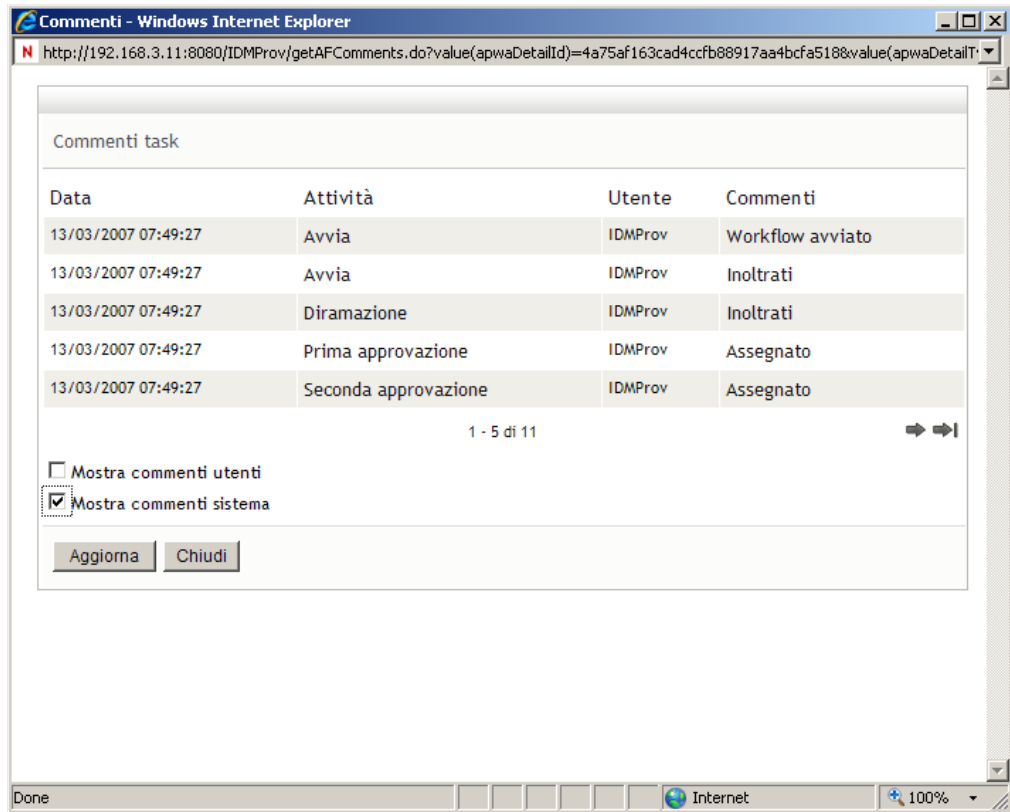 Commenti - Windows Internet Explorer
N http://192.168.3.11:8080/IDMProv/getAFComments.do?value(apwaDetailId)=4a75af163cad4ccfb88917aa4bcfa518&value(apwaDetailT
Commenti task
Data Attività Utente Commenti
13/03/2007 07:49:27 Avvia IDMProv Workflow avviato
13/03/2007 07:49:27 Avvia IDMProv Inoltrati
13/03/2007 07:49:27 Diramazione IDMProv Inoltrati
13/03/2007 07:49:27 Prima approvazione IDMProv Assegnato
13/03/2007 07:49:27 Seconda approvazione IDMProv Assegnato
1 - 5 di 11
Mostra commenti utenti
Mostra commenti sistema
Aggiorna Chiudi
Done Internet 100%